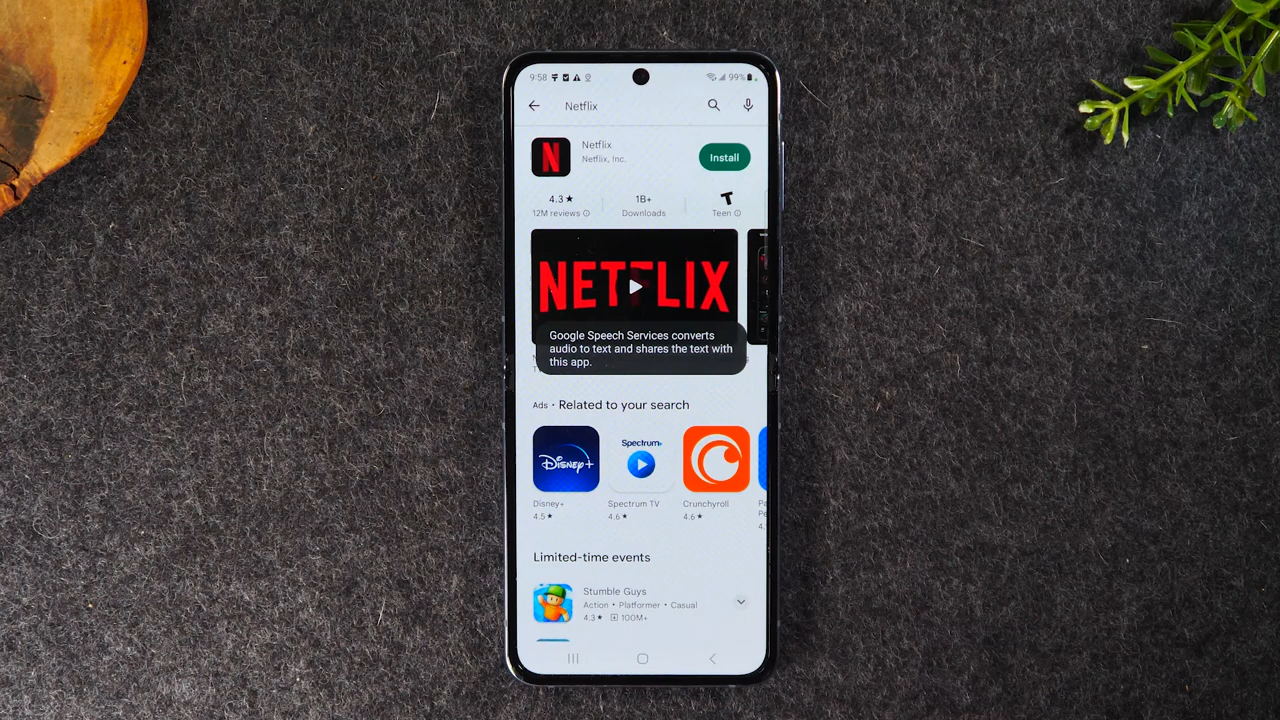 9:58
99%
Netflix
Netflix
Netflix, Inc.
Install
4.3★
12M reviews
1B+
Downloads
Teen
NETFLIX
Google Speech Services converts
audio to text and shares the text with
this app.
Ads • Related to your search
Disney+
Spectrum
Disney+
4.5★
Spectrum TV
4.6★
Crunchyroll
4.6★
Limited-time events
Stumble Guys
Action • Platformer • Casual
4.3★ 100M+